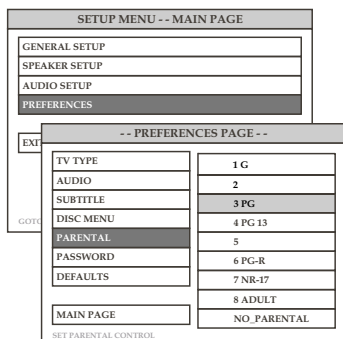 SETUP MENU - - MAIN PAGE
GENERAL SETUP
SPEAKER SETUP
AUDIO SETUP
PREFERENCES
EXIT
GOTO
- - PREFERENCES PAGE - -
TV TYPE
AUDIO
SUBTITLE
DISC MENU
PARENTAL
PASSWORD
DEFAULTS
MAIN PAGE
SET PARENTAL CONTROL
1 G
2
3 PG
4 PG 13
5
6 PG-R
7 NR-17
8 ADULT
NO_PARENTAL